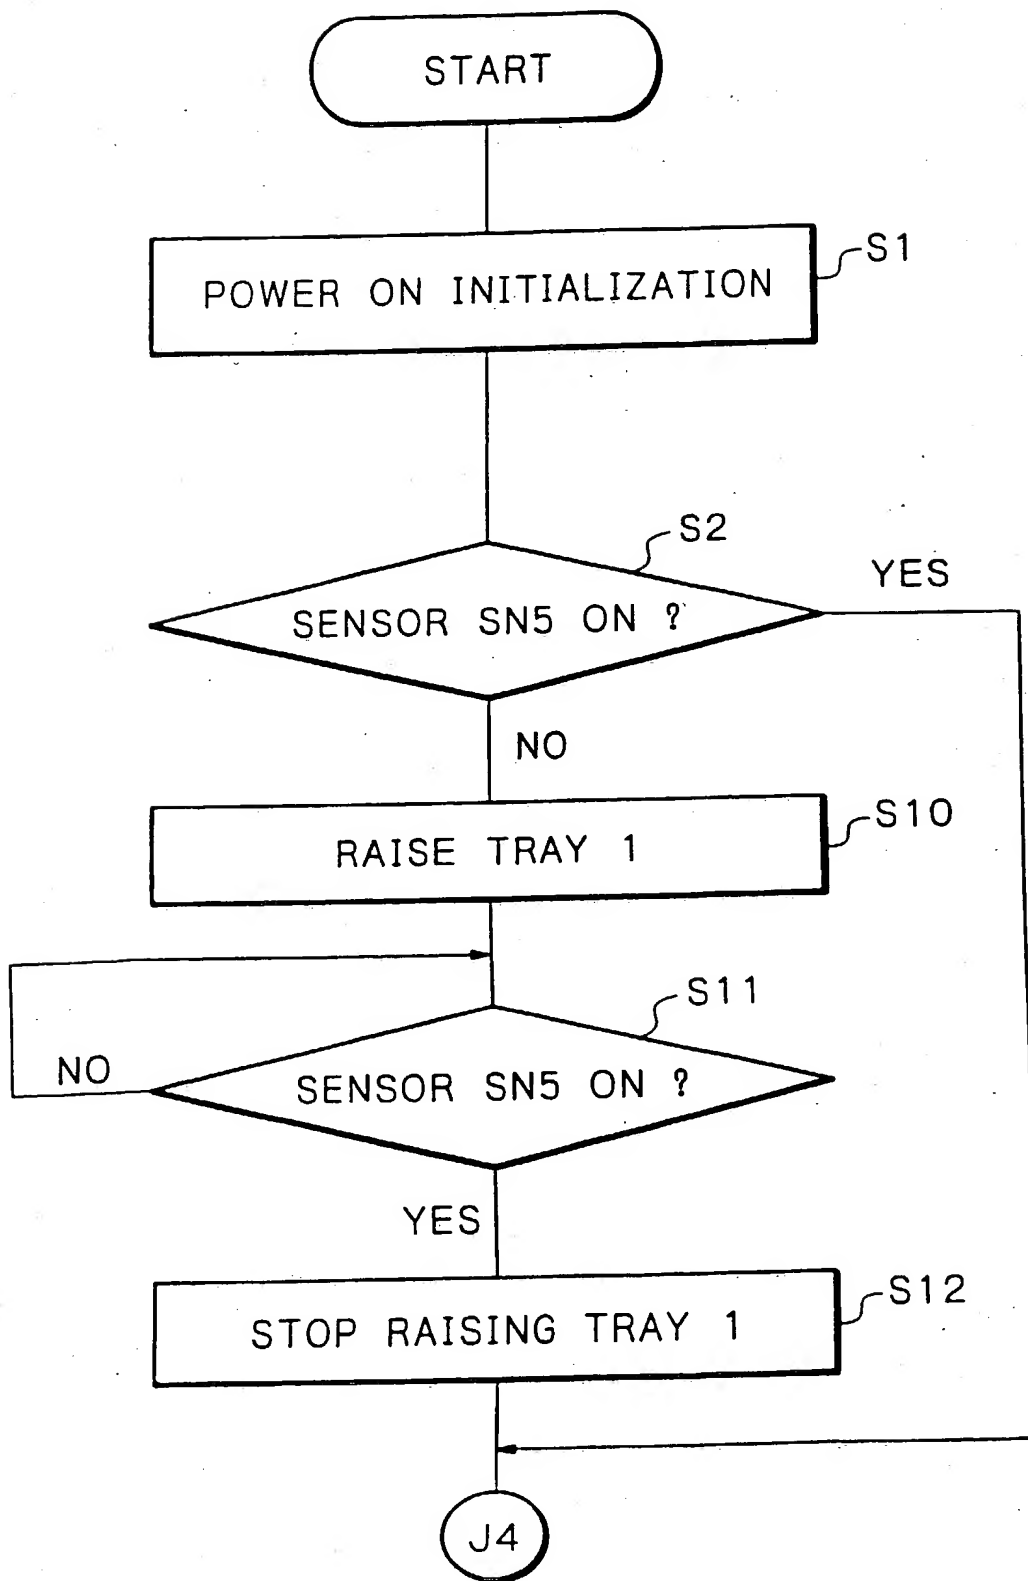 START
POWER ON INITIALIZATION
S1
S2
SENSOR SN5 ON ?
YES
NO
RAISE TRAY 1
S10
S11
SENSOR SN5 ON ?
NO
YES
STOP RAISING TRAY 1
S12
J4